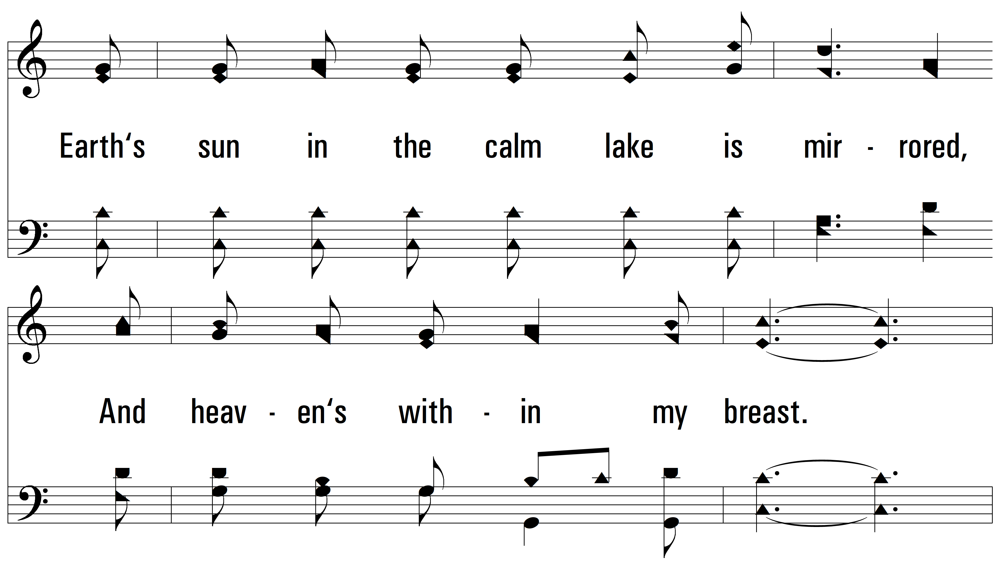 Earth‘s sun in the calm lake is mir - rored,
And heav - en‘s with - in my breast.